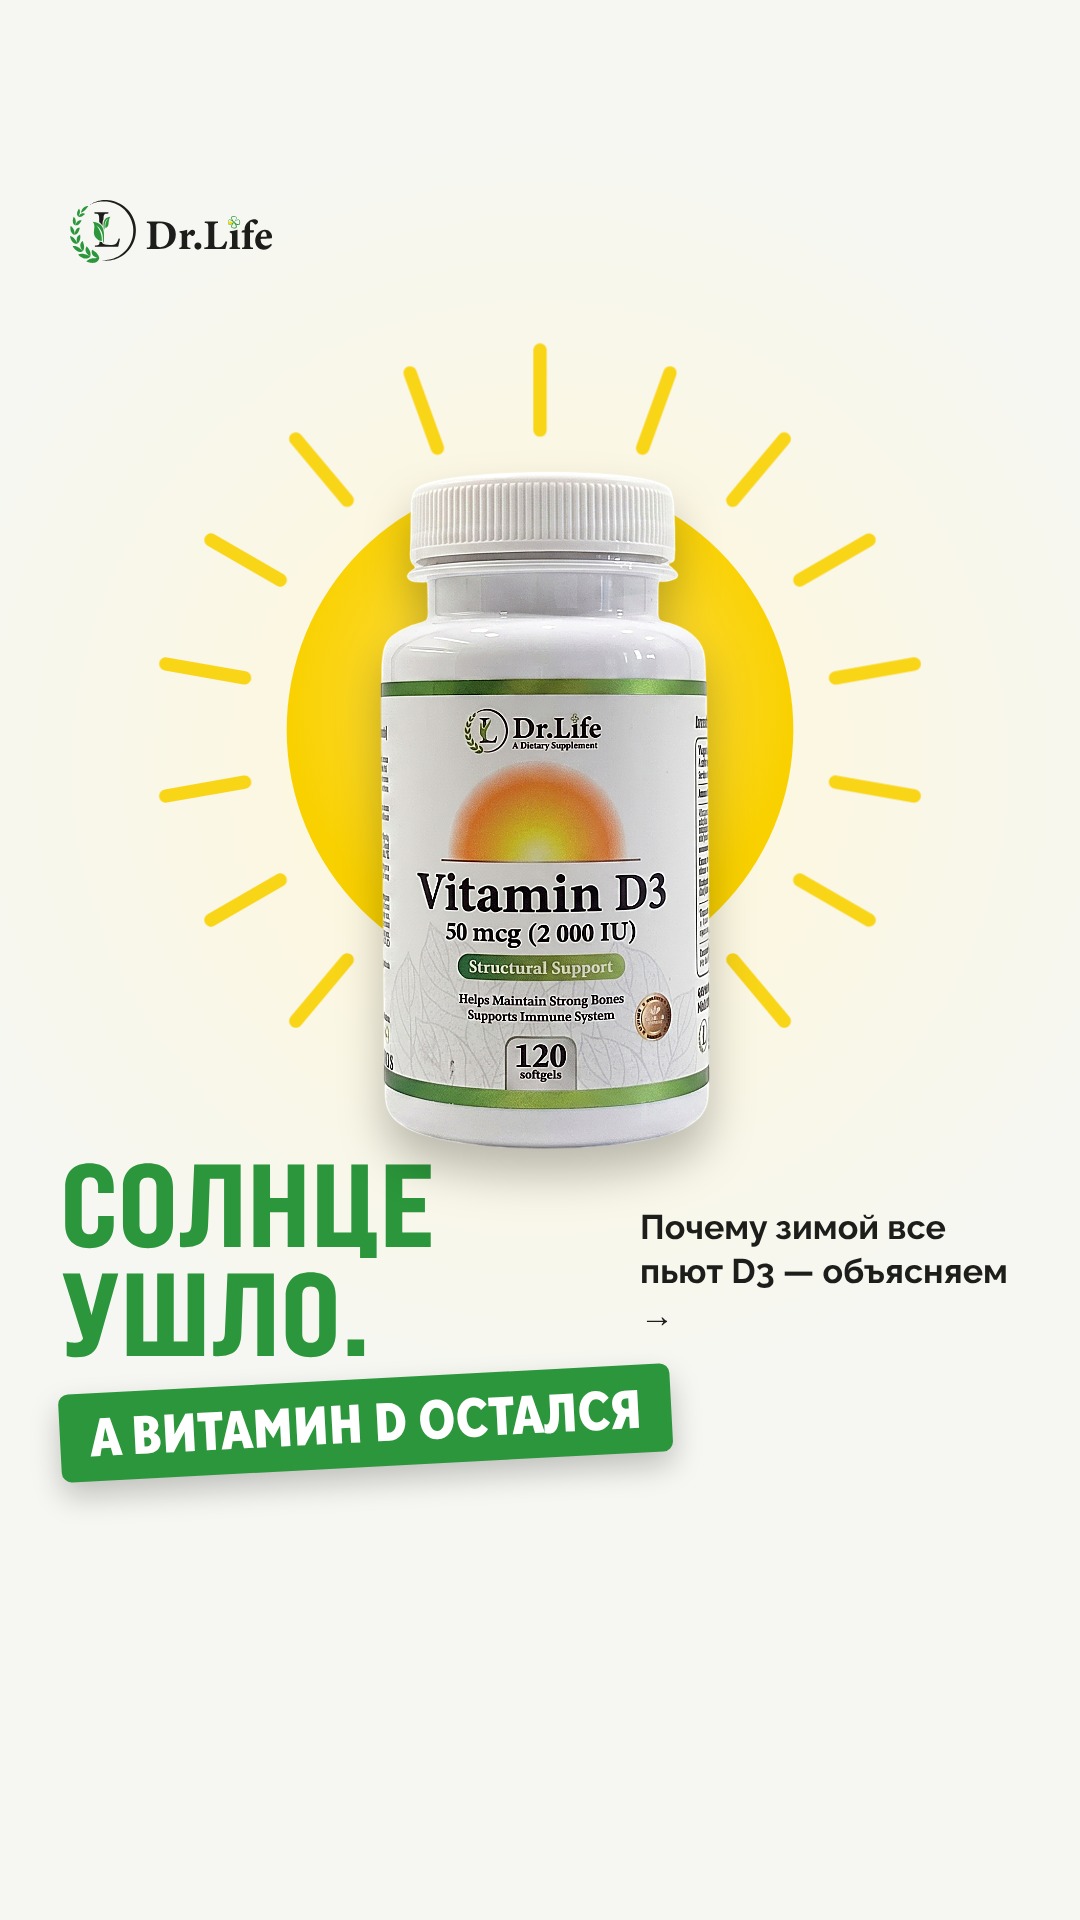 Dr.Life
Dr.Life
A Dietary Supplement
Vitamin D3
50 mcg (2 000 IU)
Structural Support
Helps Maintain Strong Bones
Supports Immune System
120
softgels
СОЛНЦЕ
УШЛО.
А ВИТАМИН D ОСТАЛСЯ
Почему зимой все
пьют D3 — объясняем
→